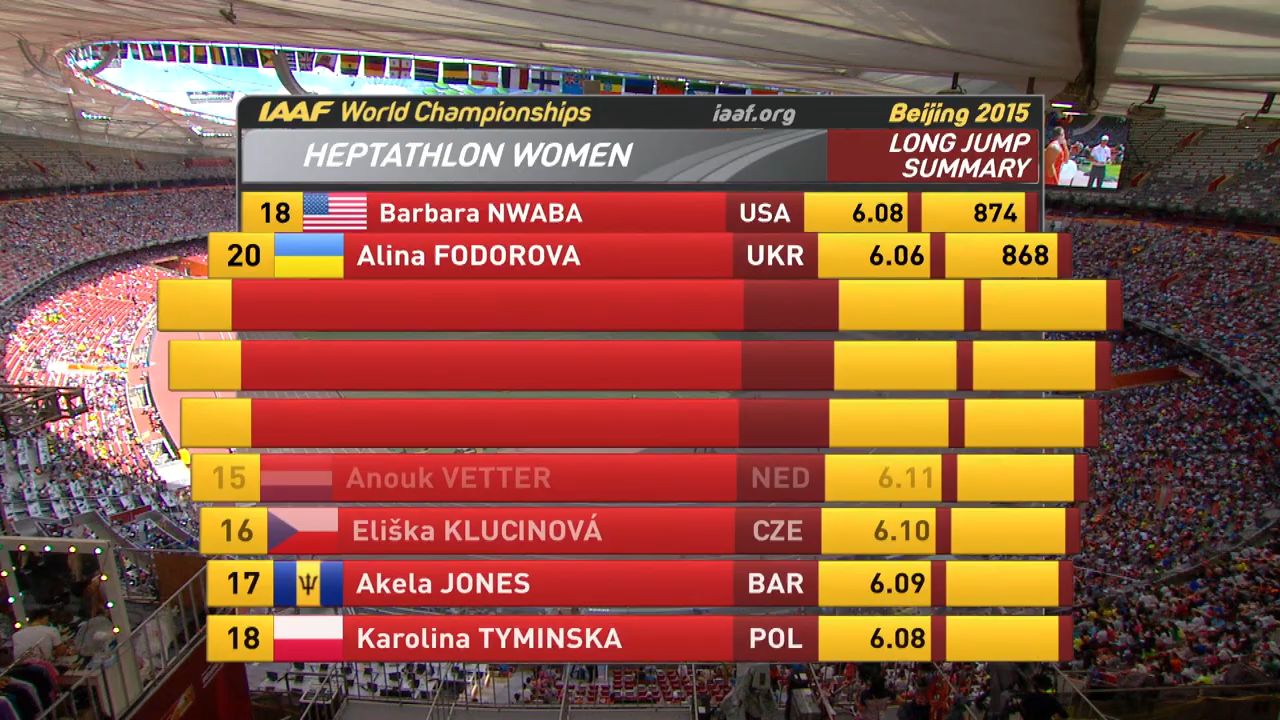 IAAF World Championships iaaf.org Beijing 2015
HEPTATHLON WOMEN LONG JUMP SUMMARY
18 Barbara NWABA USA 6.08 874
20 Alina FODOROVA UKR 6.06 868
15 Anouk VETTER NED 6.11
16 Eliška KLUCINOVÁ CZE 6.10
17 Akela JONES BAR 6.09
18 Karolina TYMINSKA POL 6.08